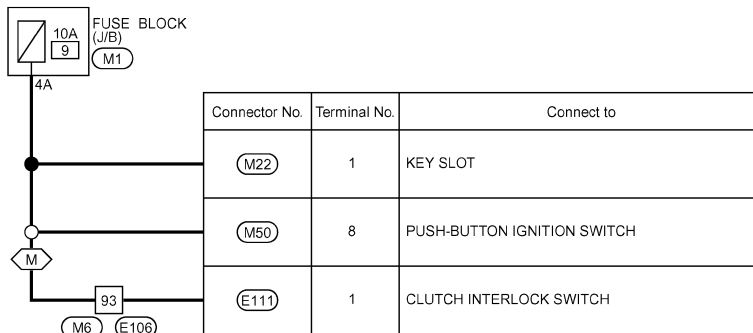 10A
9
FUSE BLOCK
(J/B)
M1
4A
Connector No. Terminal No. Connect to
M22 1 KEY SLOT
M50 8 PUSH-BUTTON IGNITION SWITCH
M
93 E111 1 CLUTCH INTERLOCK SWITCH
M6 E106